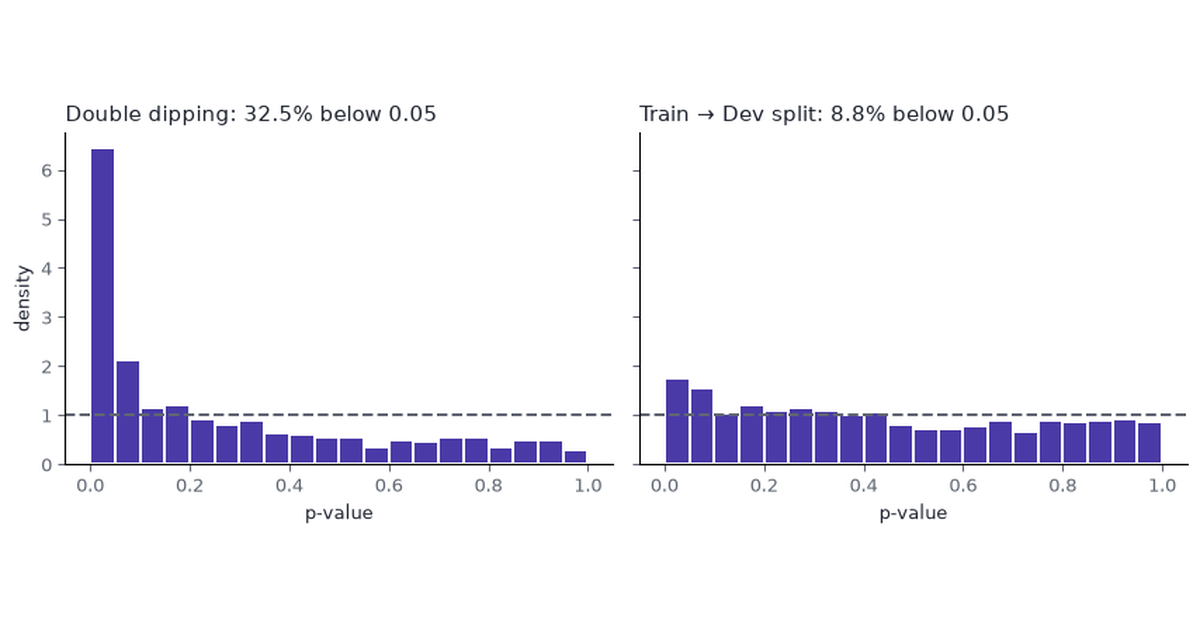 Double dipping: 32.5% below 0.05
density
6
5
4
3
2
1
0
0.0 0.2 0.4 0.6 0.8 1.0
p-value
Train → Dev split: 8.8% below 0.05
0.0 0.2 0.4 0.6 0.8 1.0
p-value